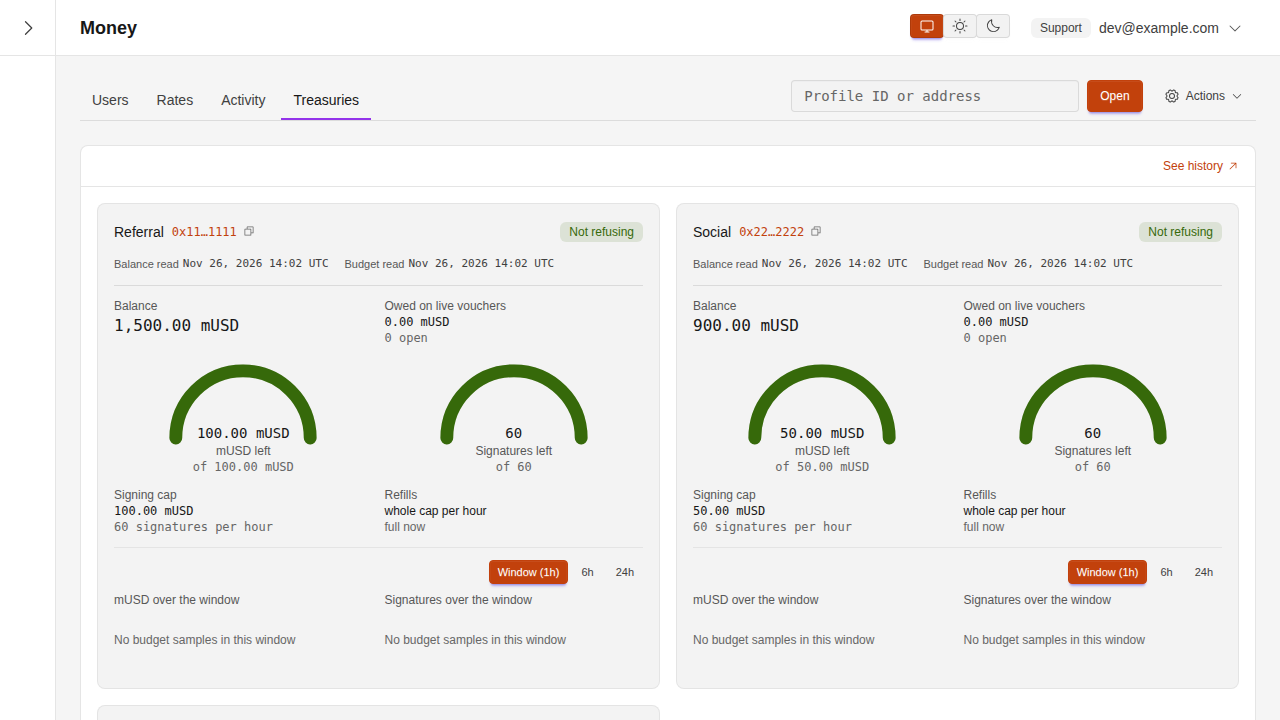 Money
Support
dev@example.com
Users
Rates
Activity
Treasuries
Profile ID or address
Open
Actions
See history
Referral 0x11…1111
Not refusing
Balance read Nov 26, 2026 14:02 UTC
Budget read Nov 26, 2026 14:02 UTC
Balance
1,500.00 mUSD
Owed on live vouchers
0.00 mUSD
0 open
100.00 mUSD
mUSD left
of 100.00 mUSD
60
Signatures left
of 60
Signing cap
100.00 mUSD
60 signatures per hour
Refills
whole cap per hour
full now
Window (1h)
6h
24h
mUSD over the window
No budget samples in this window
Signatures over the window
No budget samples in this window
Social 0x22…2222
Not refusing
Balance read Nov 26, 2026 14:02 UTC
Budget read Nov 26, 2026 14:02 UTC
Balance
900.00 mUSD
Owed on live vouchers
0.00 mUSD
0 open
50.00 mUSD
mUSD left
of 50.00 mUSD
60
Signatures left
of 60
Signing cap
50.00 mUSD
60 signatures per hour
Refills
whole cap per hour
full now
Window (1h)
6h
24h
mUSD over the window
No budget samples in this window
Signatures over the window
No budget samples in this window